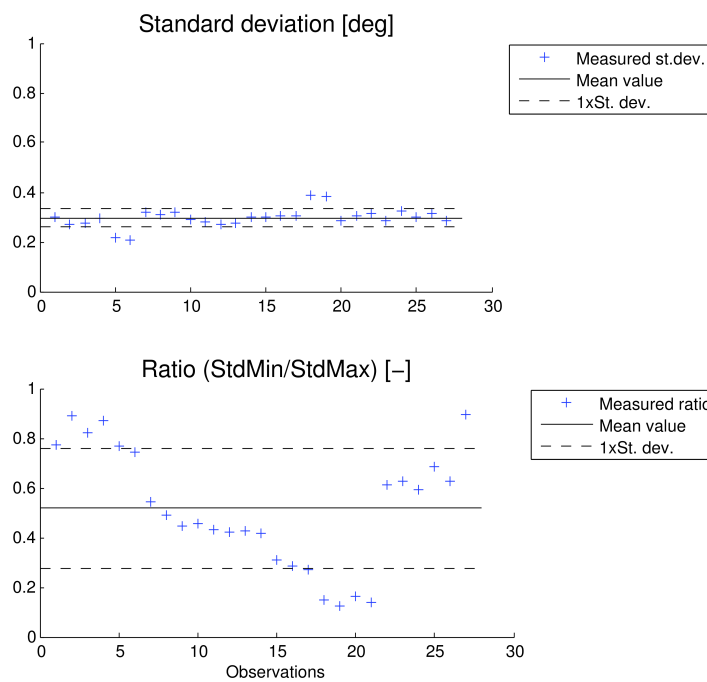 Standard deviation [deg]
1
0.8
0.6
0.4
0.2
0
0 5 10 15 20 25 30
Measured st.dev.
Mean value
1xSt. dev.
Ratio (StdMin/StdMax) [−]
1
0.8
0.6
0.4
0.2
0
0 5 10 15 20 25 30
Observations
Measured ratio
Mean value
1xSt. dev.